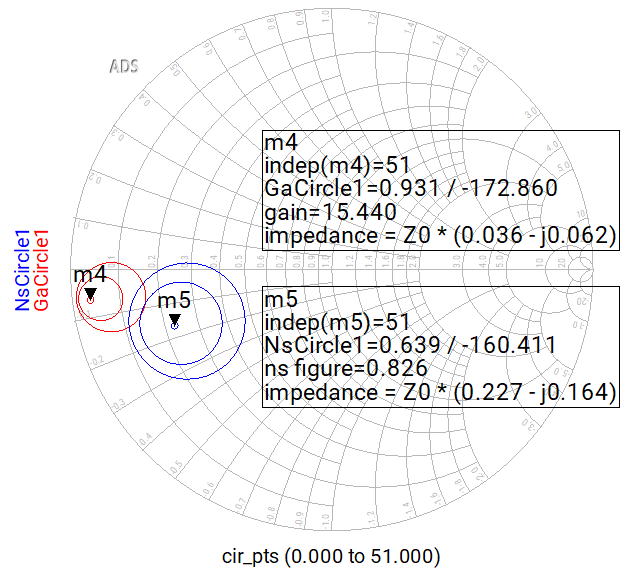 ADS
m4
indep(m4)=51
GaCircle1=0.931 / -172.860
gain=15.440
impedance = Z0 * (0.036 - j0.062)
m4
m5
NsCircle1
GaCircle1
m5
indep(m5)=51
NsCircle1=0.639 / -160.411
ns figure=0.826
impedance = Z0 * (0.227 - j0.164)
cir_pts (0.000 to 51.000)